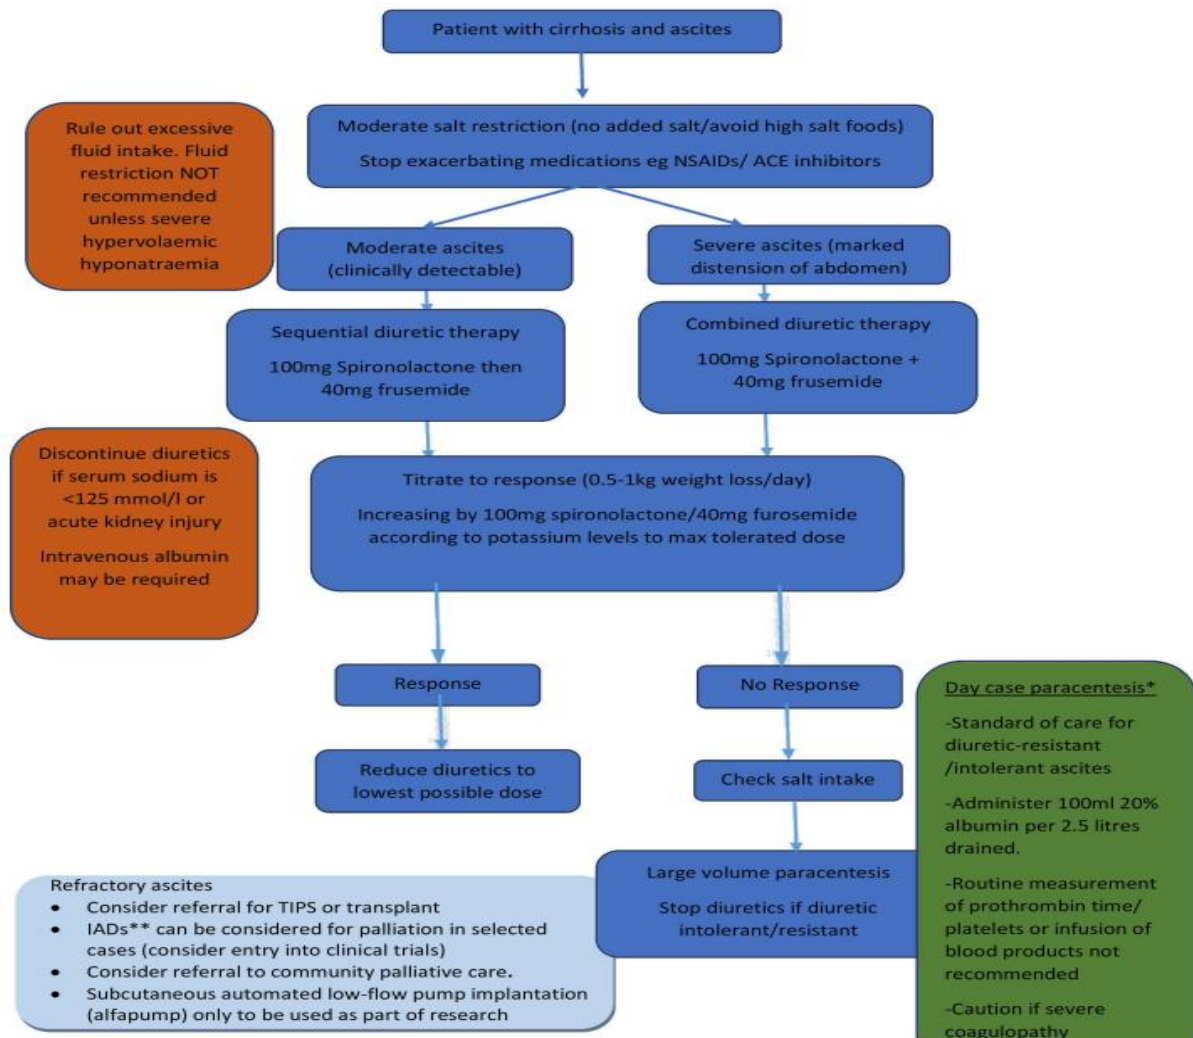 Patient with cirrhosis and ascites
Rule out excessive
fluid intake. Fluid
restriction NOT
recommended
unless severe
hypervolaemic
hyponatraemia
Moderate salt restriction (no added salt/avoid high salt foods)
Stop exacerbating medications eg NSAIDs/ ACE inhibitors
Moderate ascites
(clinically detectable)
Severe ascites (marked
distension of abdomen)
Sequential diuretic therapy
100mg Spironolactone then
40mg frusemide
Combined diuretic therapy
100mg Spironolactone +
40mg frusemide
Discontinue diuretics
if serum sodium is
<125 mmol/l or
acute kidney injury
Intravenous albumin
may be required
Titrate to response (0.5-1kg weight loss/day)
Increasing by 100mg spironolactone/40mg furosemide
according to potassium levels to max tolerated dose
Response
No Response
Reduce diuretics to
lowest possible dose
Check salt intake
Large volume paracentesis
Stop diuretics if diuretic
intolerant/resistant
Day case paracentesis*
-Standard of care for
diuretic-resistant
/intolerant ascites
-Administer 100ml 20%
albumin per 2.5 litres
drained.
-Routine measurement
of prothrombin time/
platelets or infusion of
blood products not
recommended
-Caution if severe
coagulopathy
Refractory ascites
• Consider referral for TIPS or transplant
• IADs** can be considered for palliation in selected
cases (consider entry into clinical trials)
• Consider referral to community palliative care.
• Subcutaneous automated low-flow pump implantation
(alfapump) only to be used as part of research